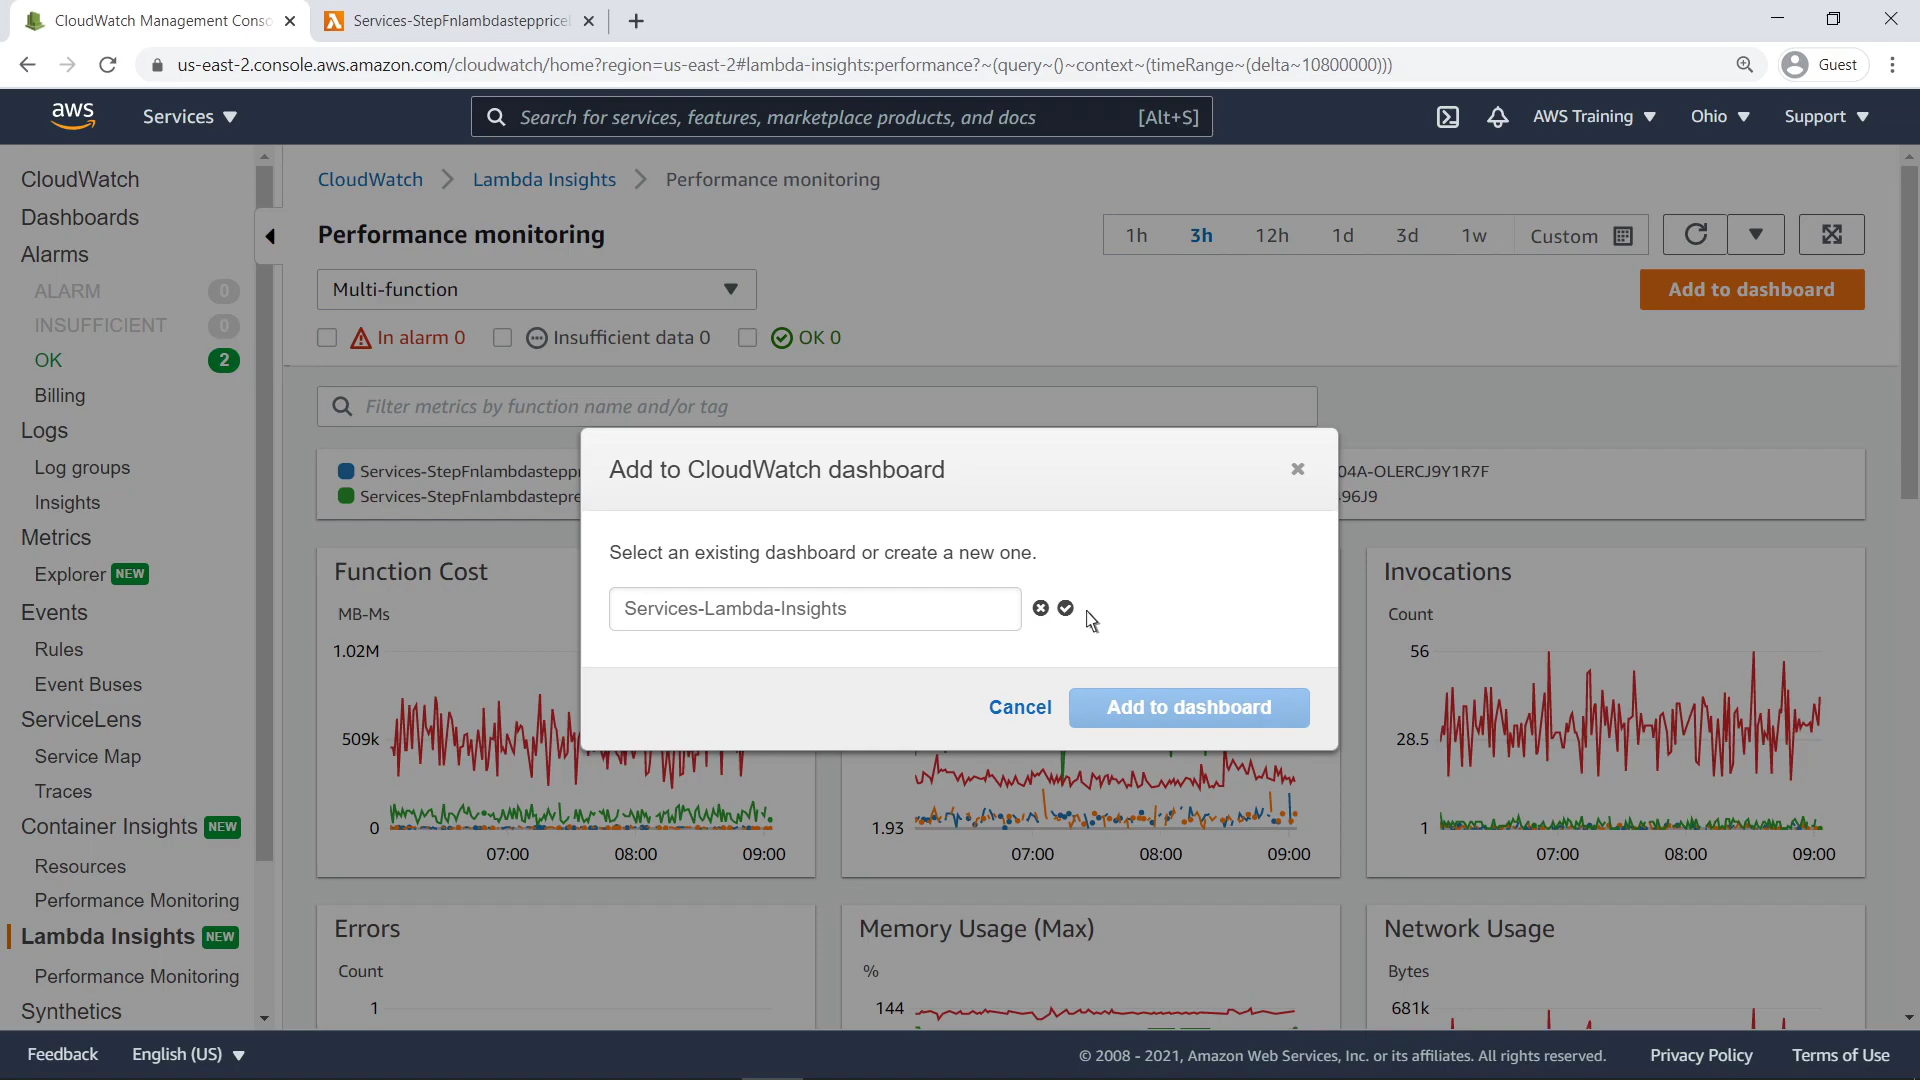 CloudWatch Management Conso
Services-StepFnlambdasteppricel
us-east-2.console.aws.amazon.com/cloudwatch/home?region=us-east-2#lambda-insights:performance?~(query~()~context~(timeRange~(delta~10800000)))
Guest
aws
Services
Search for services, features, marketplace products, and docs
[Alt+S]
AWS Training
Ohio
Support
CloudWatch
Dashboards
Alarms
ALARM 0
INSUFFICIENT 0
OK 2
Billing
Logs
Log groups
Insights
Metrics
Explorer NEW
Events
Rules
Event Buses
ServiceLens
Service Map
Traces
Container Insights NEW
Resources
Performance Monitoring
Lambda Insights NEW
Performance Monitoring
Synthetics
CloudWatch > Lambda Insights > Performance monitoring
Performance monitoring
1h 3h 12h 1d 3d 1w Custom
Multi-function
Add to dashboard
In alarm 0 Insufficient data 0 OK 0
Filter metrics by function name and/or tag
Services-StepFnlambdastepp
04A-OLERCJ9Y1R7F
Services-StepFnlambdastepre
96J9
Add to CloudWatch dashboard
Select an existing dashboard or create a new one.
Services-Lambda-Insights
Cancel
Add to dashboard
Function Cost
MB-Ms
1.02M
509k
0
07:00 08:00 09:00
1.93
07:00 08:00 09:00
Invocations
Count
56
28.5
1
07:00 08:00 09:00
Errors
Count
1
Memory Usage (Max)
%
144
Network Usage
Bytes
681k
Feedback
English (US)
© 2008 - 2021, Amazon Web Services, Inc. or its affiliates. All rights reserved.
Privacy Policy
Terms of Use